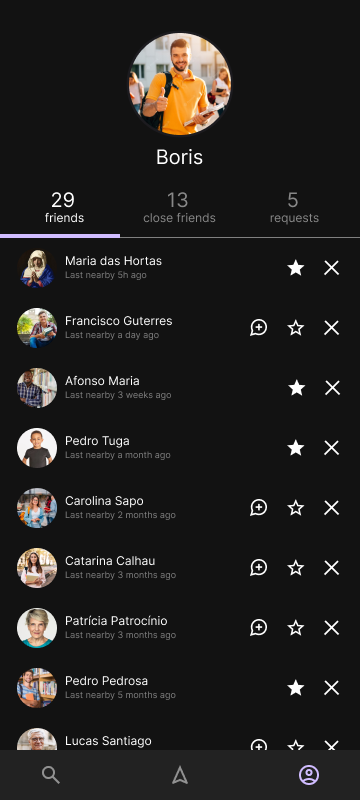 Boris
29
friends
13
close friends
5
requests
Maria das Hortas
Last nearby 5h ago
Francisco Guterres
Last nearby a day ago
Afonso Maria
Last nearby 3 weeks ago
Pedro Tuga
Last nearby a month ago
Carolina Sapo
Last nearby 2 months ago
Catarina Calhau
Last nearby 3 months ago
Patrícia Patrocínio
Last nearby 3 months ago
Pedro Pedrosa
Last nearby 5 months ago
Lucas Santiago